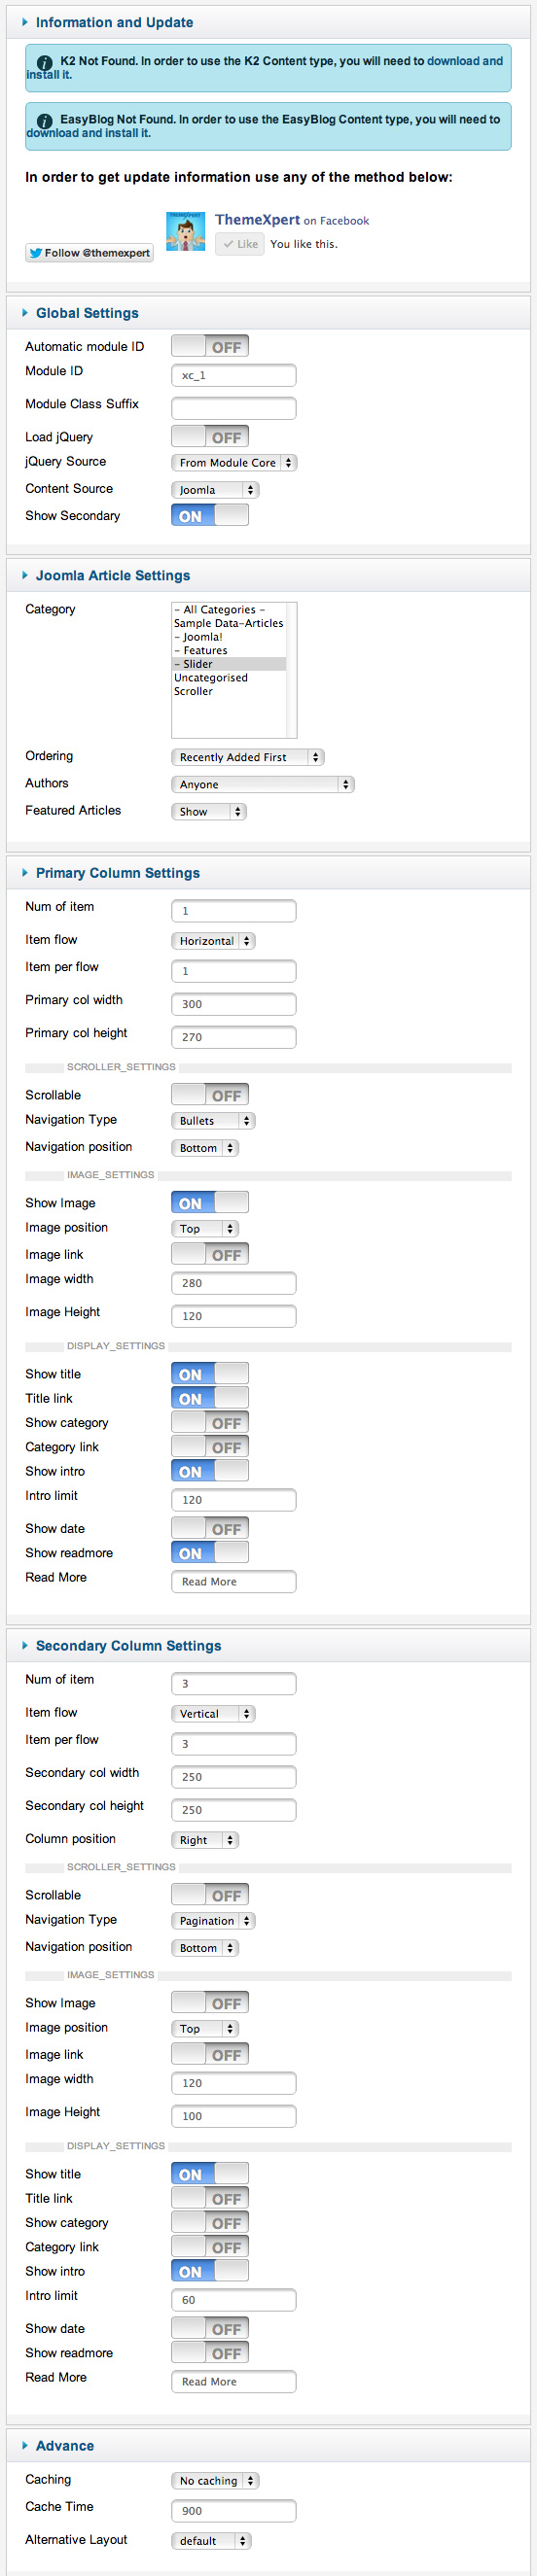 Information and Update
K2 Not Found. In order to use the K2 Content type, you will need to download and
install it.
EasyBlog Not Found. In order to use the EasyBlog Content type, you will need to
download and install it.
In order to get update information use any of the method below:
THEMEXPERT
ThemeXpert on Facebook
Like You like this.
Follow @themexpert
Global Settings
Automatic module ID OFF
Module ID xc_1
Module Class Suffix
Load jQuery OFF
jQuery Source From Module Core
Content Source Joomla
Show Secondary ON
Joomla Article Settings
Category - All Categories -
Sample Data-Articles
- Joomla!
- Features
- Slider
Uncategorised
Scroller
Ordering Recently Added First
Authors Anyone
Featured Articles Show
Primary Column Settings
Num of item 1
Item flow Horizontal
Item per flow 1
Primary col width 300
Primary col height 270
SCROLLER_SETTINGS
Scrollable OFF
Navigation Type Bullets
Navigation position Bottom
IMAGE_SETTINGS
Show Image ON
Image position Top
Image link OFF
Image width 280
Image Height 120
DISPLAY_SETTINGS
Show title ON
Title link ON
Show category OFF
Category link OFF
Show intro ON
Intro limit 120
Show date OFF
Show readmore ON
Read More Read More
Secondary Column Settings
Num of item 3
Item flow Vertical
Item per flow 3
Secondary col width 250
Secondary col height 250
Column position Right
SCROLLER_SETTINGS
Scrollable OFF
Navigation Type Pagination
Navigation position Bottom
IMAGE_SETTINGS
Show Image OFF
Image position Top
Image link OFF
Image width 120
Image Height 100
DISPLAY_SETTINGS
Show title ON
Title link OFF
Show category OFF
Category link OFF
Show intro ON
Intro limit 60
Show date OFF
Show readmore OFF
Read More Read More
Advance
Caching No caching
Cache Time 900
Alternative Layout default